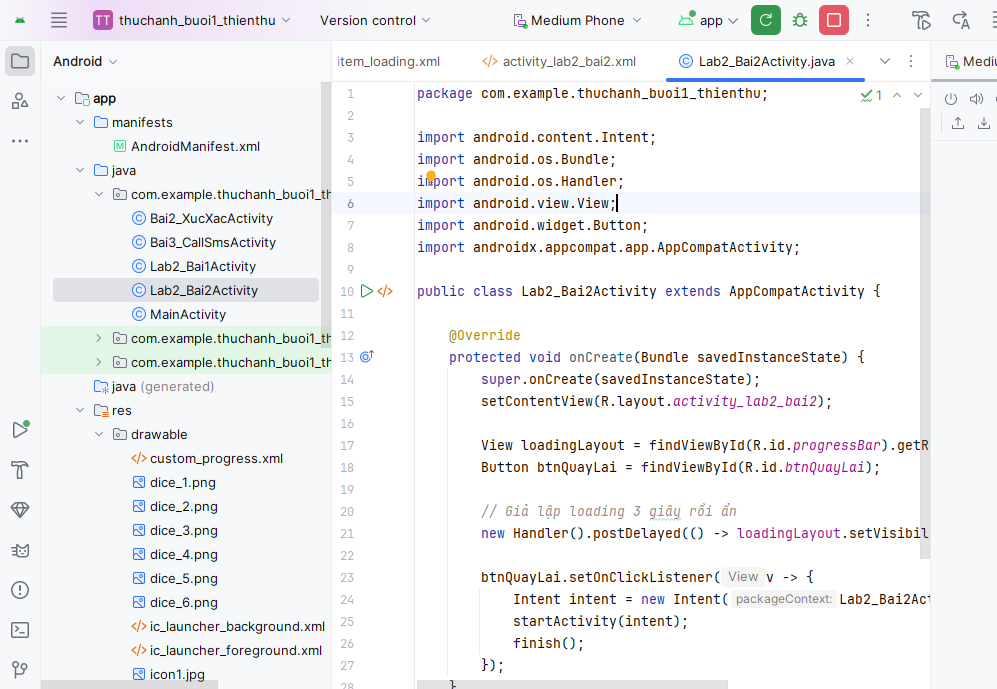 TT thuchanh_buoi1_thienthu Version control Medium Phone app
Android
item_loading.xml activity_lab2_bai2.xml Lab2_Bai2Activity.java
app
manifests
AndroidManifest.xml
java
com.example.thuchanh_buoi1_th
Bai2_XucXacActivity
Bai3_CallSmsActivity
Lab2_Bai1Activity
Lab2_Bai2Activity
MainActivity
com.example.thuchanh_buoi1_th
com.example.thuchanh_buoi1_th
java (generated)
res
drawable
custom_progress.xml
dice_1.png
dice_2.png
dice_3.png
dice_4.png
dice_5.png
dice_6.png
ic_launcher_background.xml
ic_launcher_foreground.xml
icon1.jpg
1 package com.example.thuchanh_buoi1_thienthu; 1
2
3 import android.content.Intent;
4 import android.os.Bundle;
5 import android.os.Handler;
6 import android.view.View;
7 import android.widget.Button;
8 import androidx.appcompat.app.AppCompatActivity;
9
10 public class Lab2_Bai2Activity extends AppCompatActivity {
11
12 @Override
13 protected void onCreate(Bundle savedInstanceState) {
14 super.onCreate(savedInstanceState);
15 setContentView(R.layout.activity_lab2_bai2);
16
17 View loadingLayout = findViewById(R.id.progressBar).getR
18 Button btnQuayLai = findViewById(R.id.btnQuayLai);
19
20 // Giả lập loading 3 giây rồi ẩn
21 new Handler().postDelayed(() -> loadingLayout.setVisibil
22
23 btnQuayLai.setOnClickListener( View v -> {
24 Intent intent = new Intent( packageContext: Lab2_Bai2Act
25 startActivity(intent);
26 finish();
27 });
28 }
Mediu